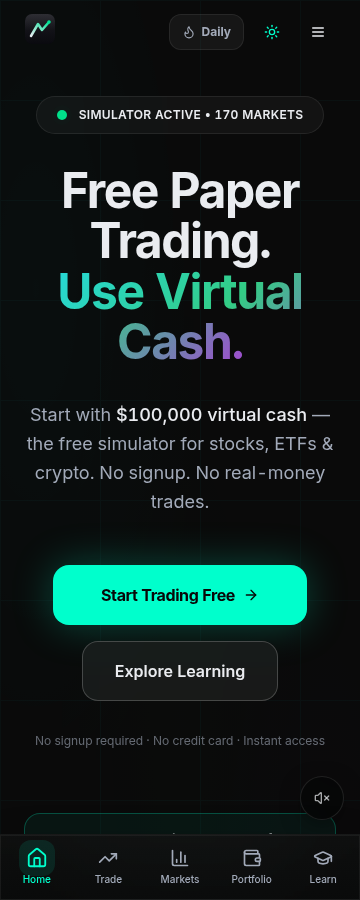 Daily
SIMULATOR ACTIVE • 170 MARKETS
Free Paper
Trading.
Use Virtual
Cash.
Start with $100,000 virtual cash —
the free simulator for stocks, ETFs &
crypto. No signup. No real-money
trades.
Start Trading Free →
Explore Learning
No signup required · No credit card · Instant access
Home
Trade
Markets
Portfolio
Learn